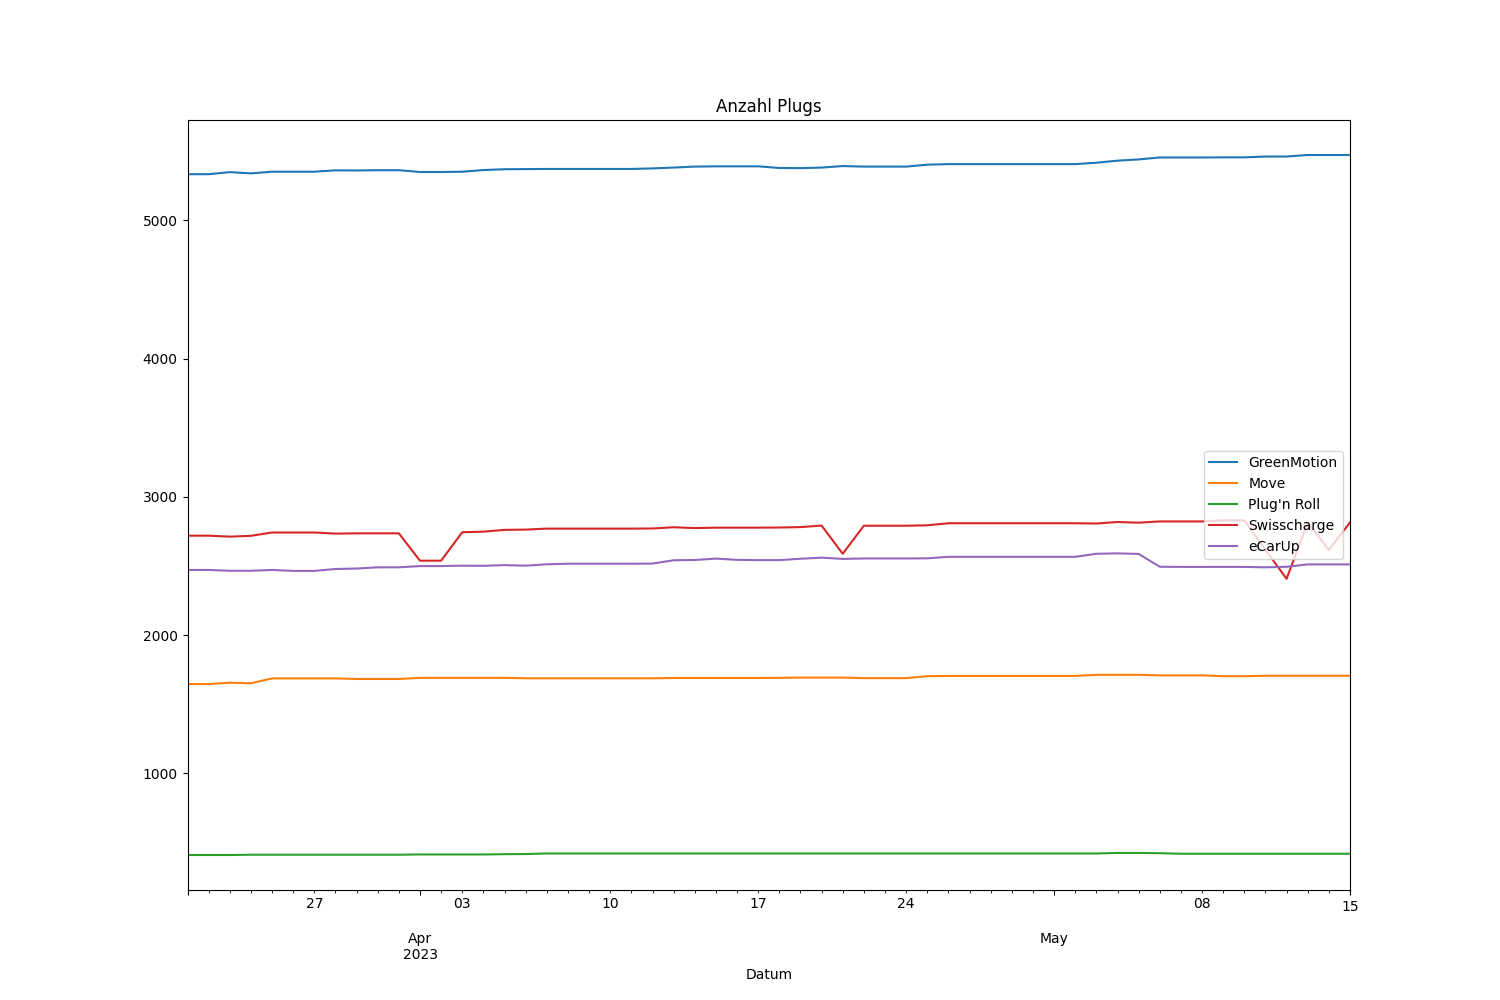 Anzahl Plugs
5000
4000
3000
2000
1000
GreenMotion
Move
Plug'n Roll
Swisscharge
eCarUp
27 03 10 17 24 08 15
Apr May
2023
Datum